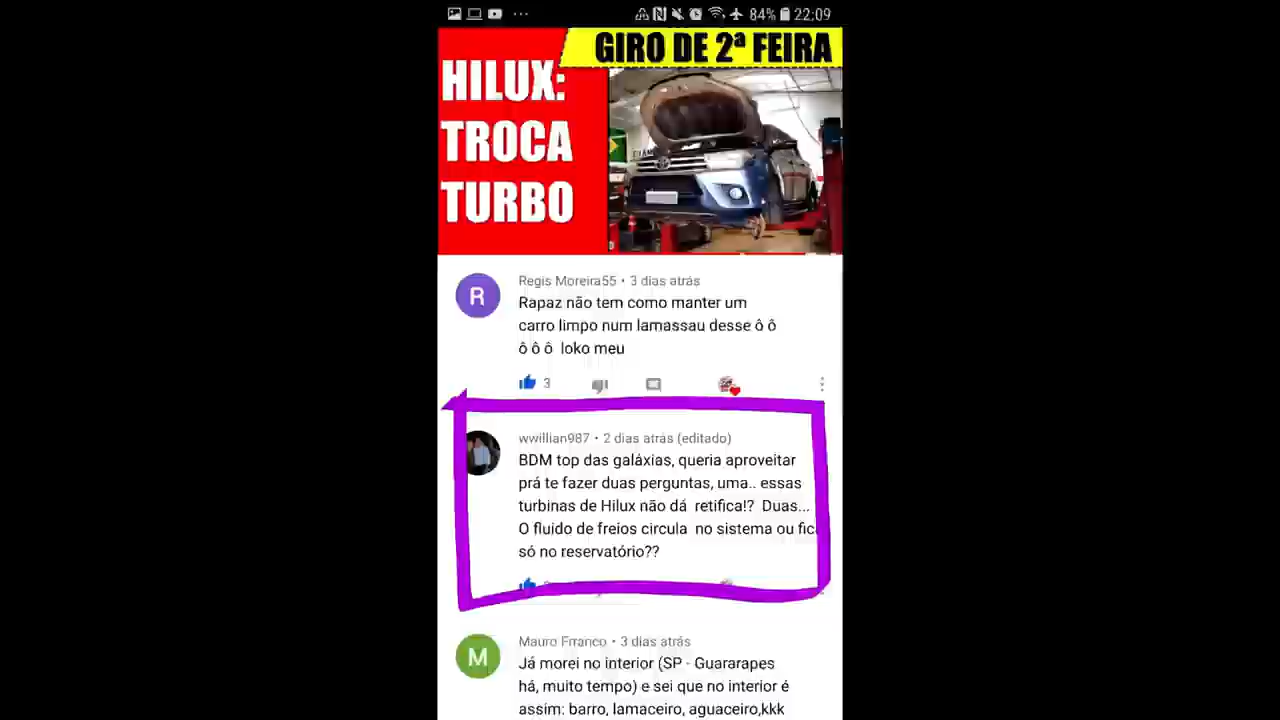 84% 22:09
GIRO DE 2ª FEIRA
HILUX:
TROCA
TURBO
R
Regis Moreira55 • 3 dias atrás
Rapaz não tem como manter um
carro limpo num lamassau desse ô ô
ô ô ô loko meu
3
wwillian987 • 2 dias atrás (editado)
BDM top das galáxias, queria aproveitar
prá te fazer duas perguntas, uma.. essas
turbinas de Hilux não dá retifica!? Duas...
O fluido de freios circula no sistema ou fica
só no reservatório??
M
Mauro Frranco • 3 dias atrás
Já morei no interior (SP - Guararapes
há, muito tempo) e sei que no interior é
assim: barro, lamaceiro, aguaceiro,kkk